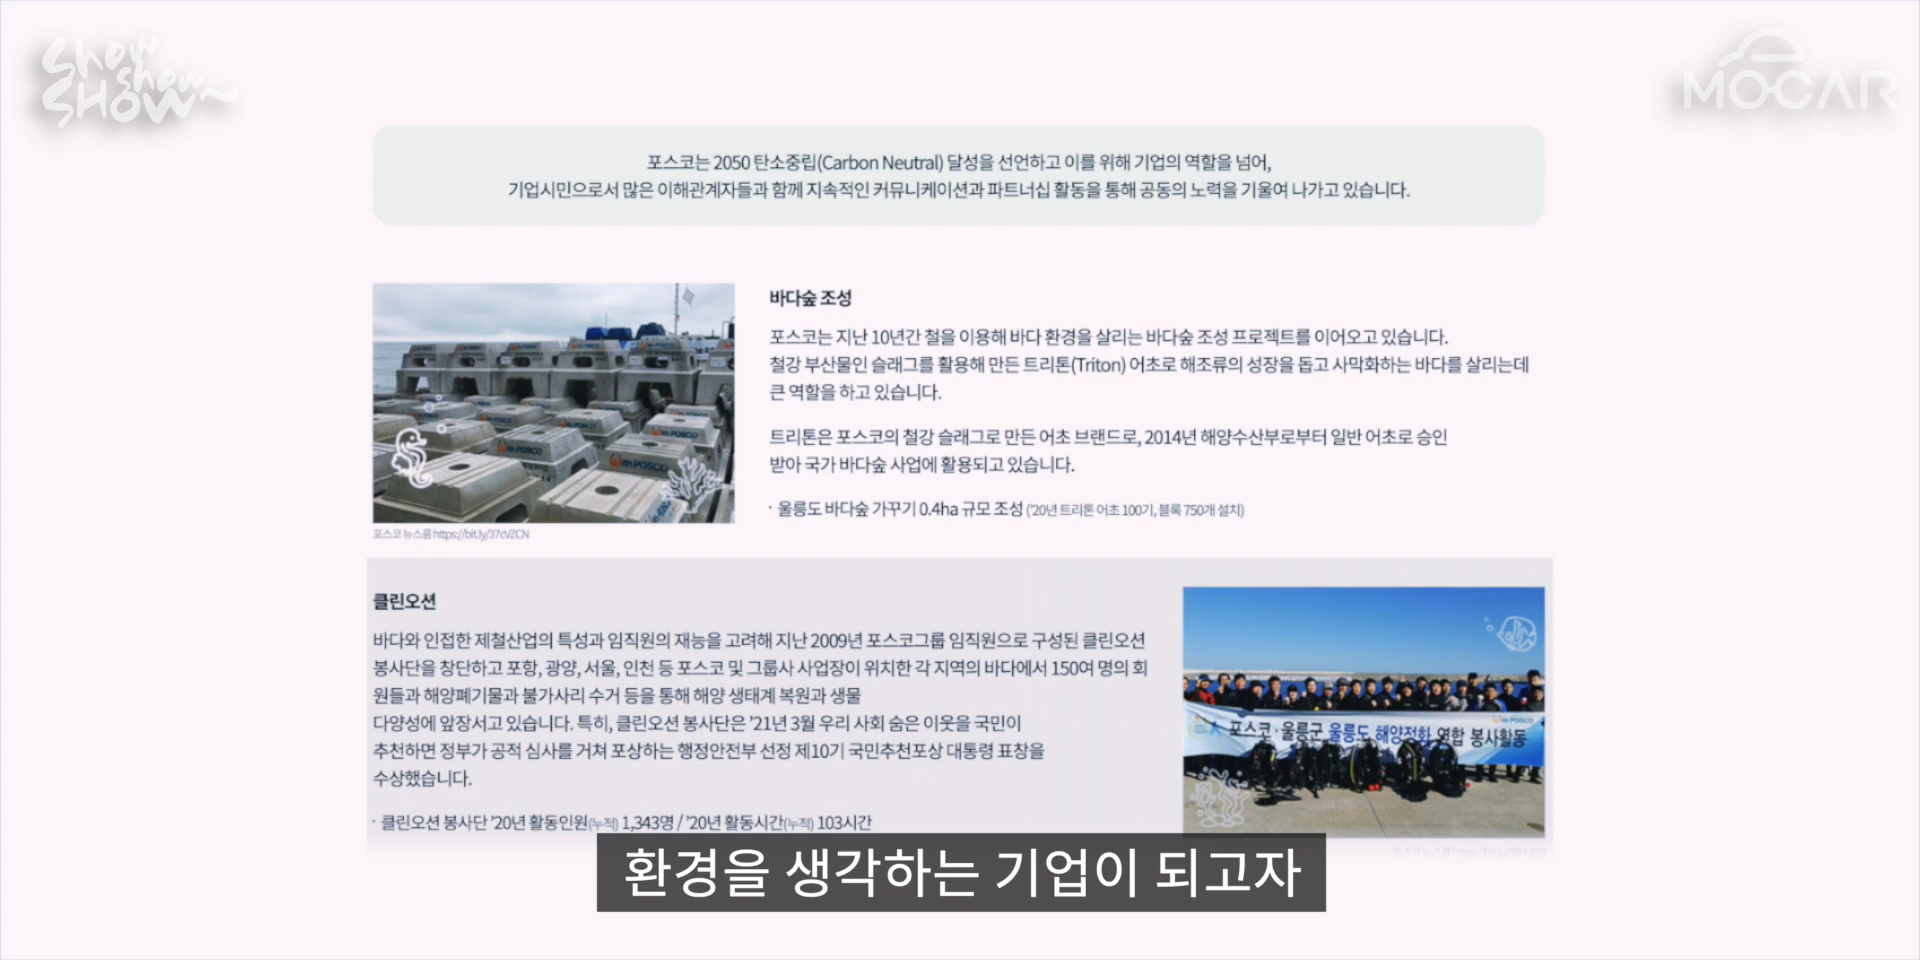 Show
show
SHOW~
MOCAR
포스코는 2050 탄소중립(Carbon Neutral) 달성을 선언하고 이를 위해 기업의 역할을 넘어,
기업시민으로서 많은 이해관계자들과 함께 지속적인 커뮤니케이션과 파트너십 활동을 통해 공동의 노력을 기울여 나가고 있습니다.
바다숲 조성
포스코는 지난 10년간 철을 이용해 바다 환경을 살리는 바다숲 조성 프로젝트를 이어오고 있습니다.
철강 부산물인 슬래그를 활용해 만든 트리톤(Triton) 어초로 해조류의 성장을 돕고 사막화하는 바다를 살리는데
큰 역할을 하고 있습니다.
트리톤은 포스코의 철강 슬래그로 만든 어초 브랜드로, 2014년 해양수산부로부터 일반 어초로 승인
받아 국가 바다숲 사업에 활용되고 있습니다.
· 울릉도 바다숲 가꾸기 0.4ha 규모 조성 ('20년 트리톤 어초 100기, 블록 750개 설치)
with POSCO
with POSCO
with POSCO
포스코 뉴스룸 https://bit.ly/37cVZCN
클린오션
바다와 인접한 제철산업의 특성과 임직원의 재능을 고려해 지난 2009년 포스코그룹 임직원으로 구성된 클린오션
봉사단을 창단하고 포항, 광양, 서울, 인천 등 포스코 및 그룹사 사업장이 위치한 각 지역의 바다에서 150여 명의 회
원들과 해양폐기물과 불가사리 수거 등을 통해 해양 생태계 복원과 생물
다양성에 앞장서고 있습니다. 특히, 클린오션 봉사단은 '21년 3월 우리 사회 숨은 이웃을 국민이
추천하면 정부가 공적 심사를 거쳐 포상하는 행정안전부 선정 제10기 국민추천포상 대통령 표창을
수상했습니다.
· 클린오션 봉사단 '20년 활동인원(누적) 1,343명 / '20년 활동시간(누적) 103시간
with POSCO
포스코·울릉군 울릉도 해양정화 연합 봉사활동
환경을 생각하는 기업이 되고자